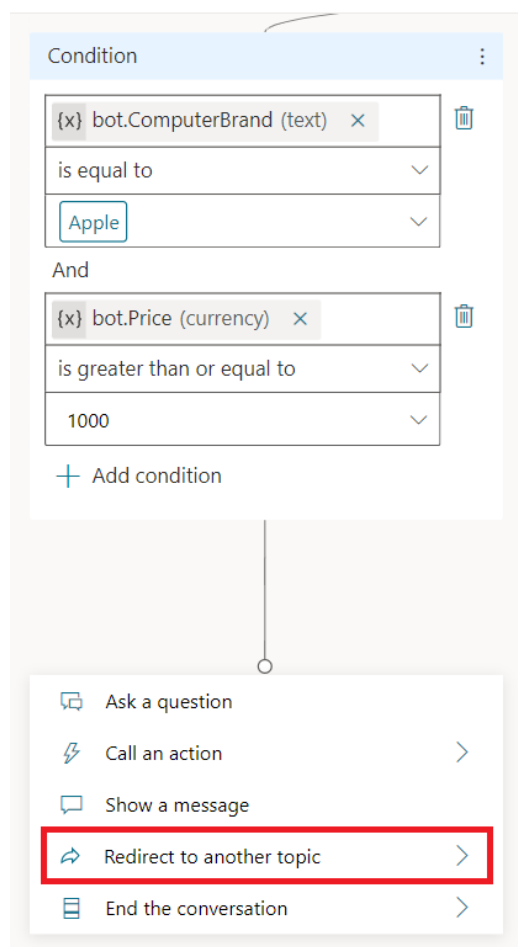 Condition
{x} bot.ComputerBrand (text) ×
is equal to
Apple
And
{x} bot.Price (currency) ×
is greater than or equal to
1000
+ Add condition
Ask a question
Call an action
Show a message
Redirect to another topic
End the conversation